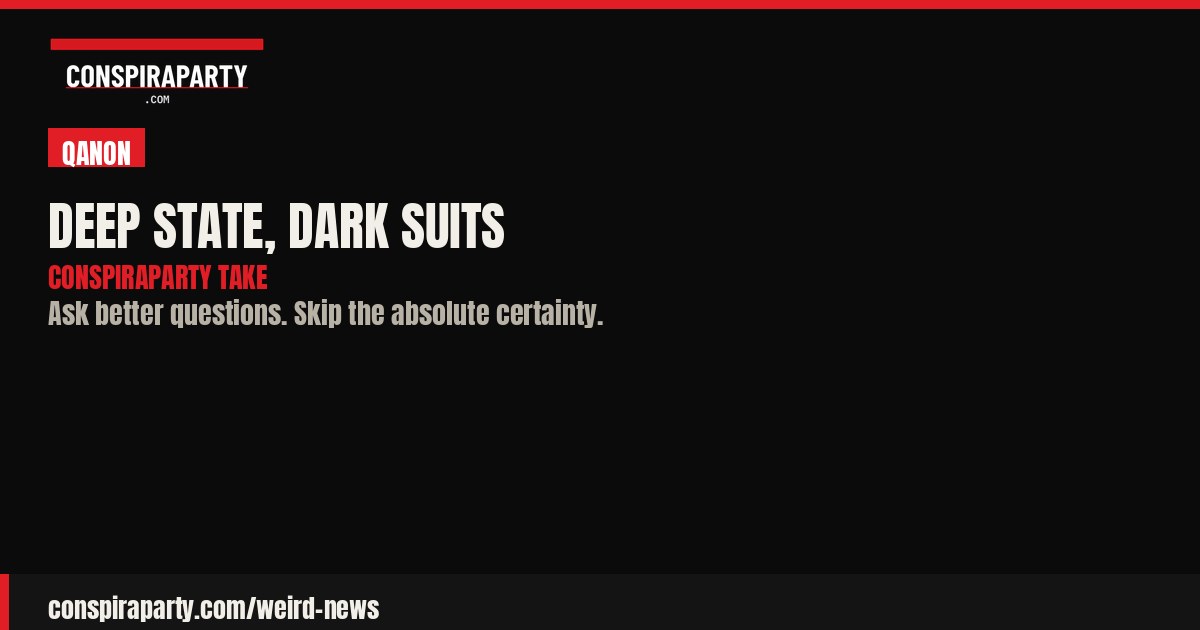 CONSPIRAPARTY
.COM
QANON
DEEP STATE, DARK SUITS
CONSPIRAPARTY TAKE
Ask better questions. Skip the absolute certainty.
conspiraparty.com/weird-news